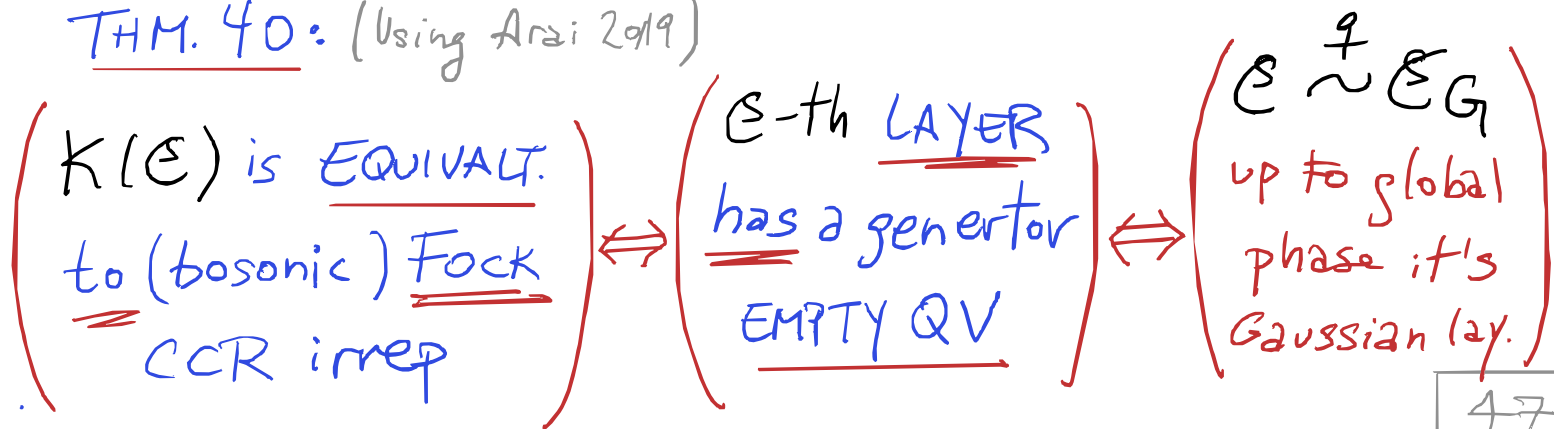 THM. 40: (Using Arai 2019)
K(C) is EQUIVALT.
to (bosonic) FOCK
CCR irrep
⇔
C-th LAYER
has a genertor
EMPTY QV
⇔
C ~q C_G
up to global
phase it's
Gaussian lay.
47